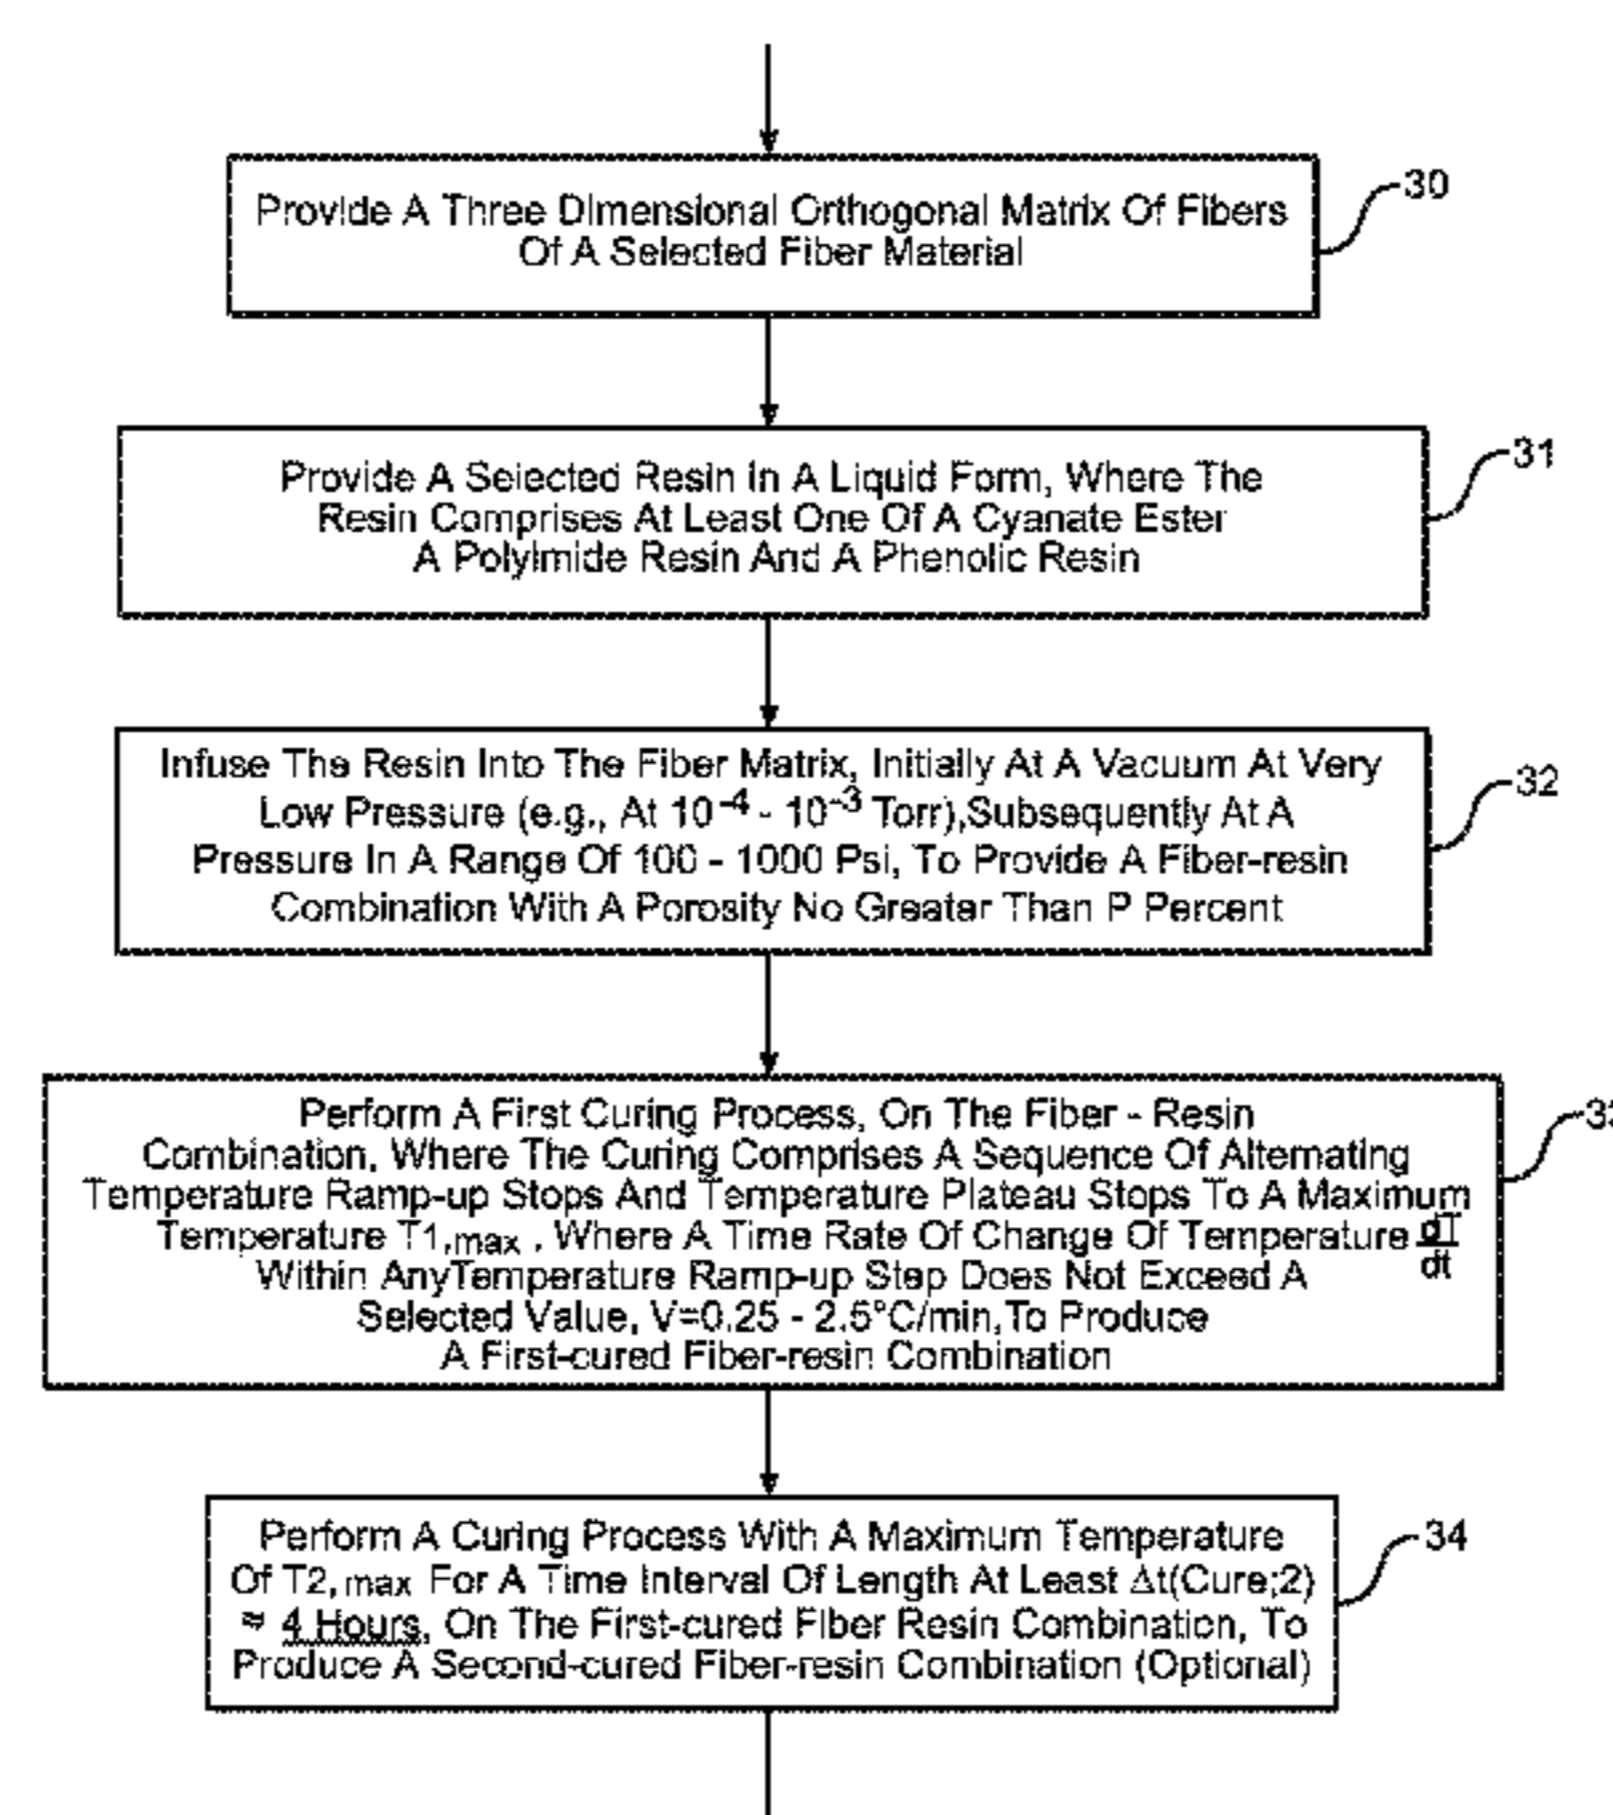 Provide A Three Dimensional Orthogonal Matrix Of Fibers
Of A Selected Fiber Material
30
Provide A Selected Resin In A Liquid Form, Where The
Resin Comprises At Least One Of A Cyanate Ester
A Polyimide Resin And A Phenolic Resin
31
Infuse The Resin Into The Fiber Matrix, Initially At A Vacuum At Very
Low Pressure (e.g., At 10⁻⁴ - 10⁻³ Torr),Subsequently At A
Pressure In A Range Of 100 - 1000 Psi, To Provide A Fiber-resin
Combination With A Porosity No Greater Than P Percent
32
Perform A First Curing Process, On The Fiber - Resin
Combination, Where The Curing Comprises A Sequence Of Alternating
Temperature Ramp-up Stops And Temperature Plateau Stops To A Maximum
Temperature T1,max , Where A Time Rate Of Change Of Temperature dT/dt
Within AnyTemperature Ramp-up Step Does Not Exceed A
Selected Value, V=0.25 - 2.5°C/min,To Produce
A First-cured Fiber-resin Combination
Perform A Curing Process With A Maximum Temperature
Of T2,max For A Time Interval Of Length At Least Δt(Cure;2)
≈ 4 Hours, On The First-cured Fiber Resin Combination, To
Produce A Second-cured Fiber-resin Combination (Optional)
34